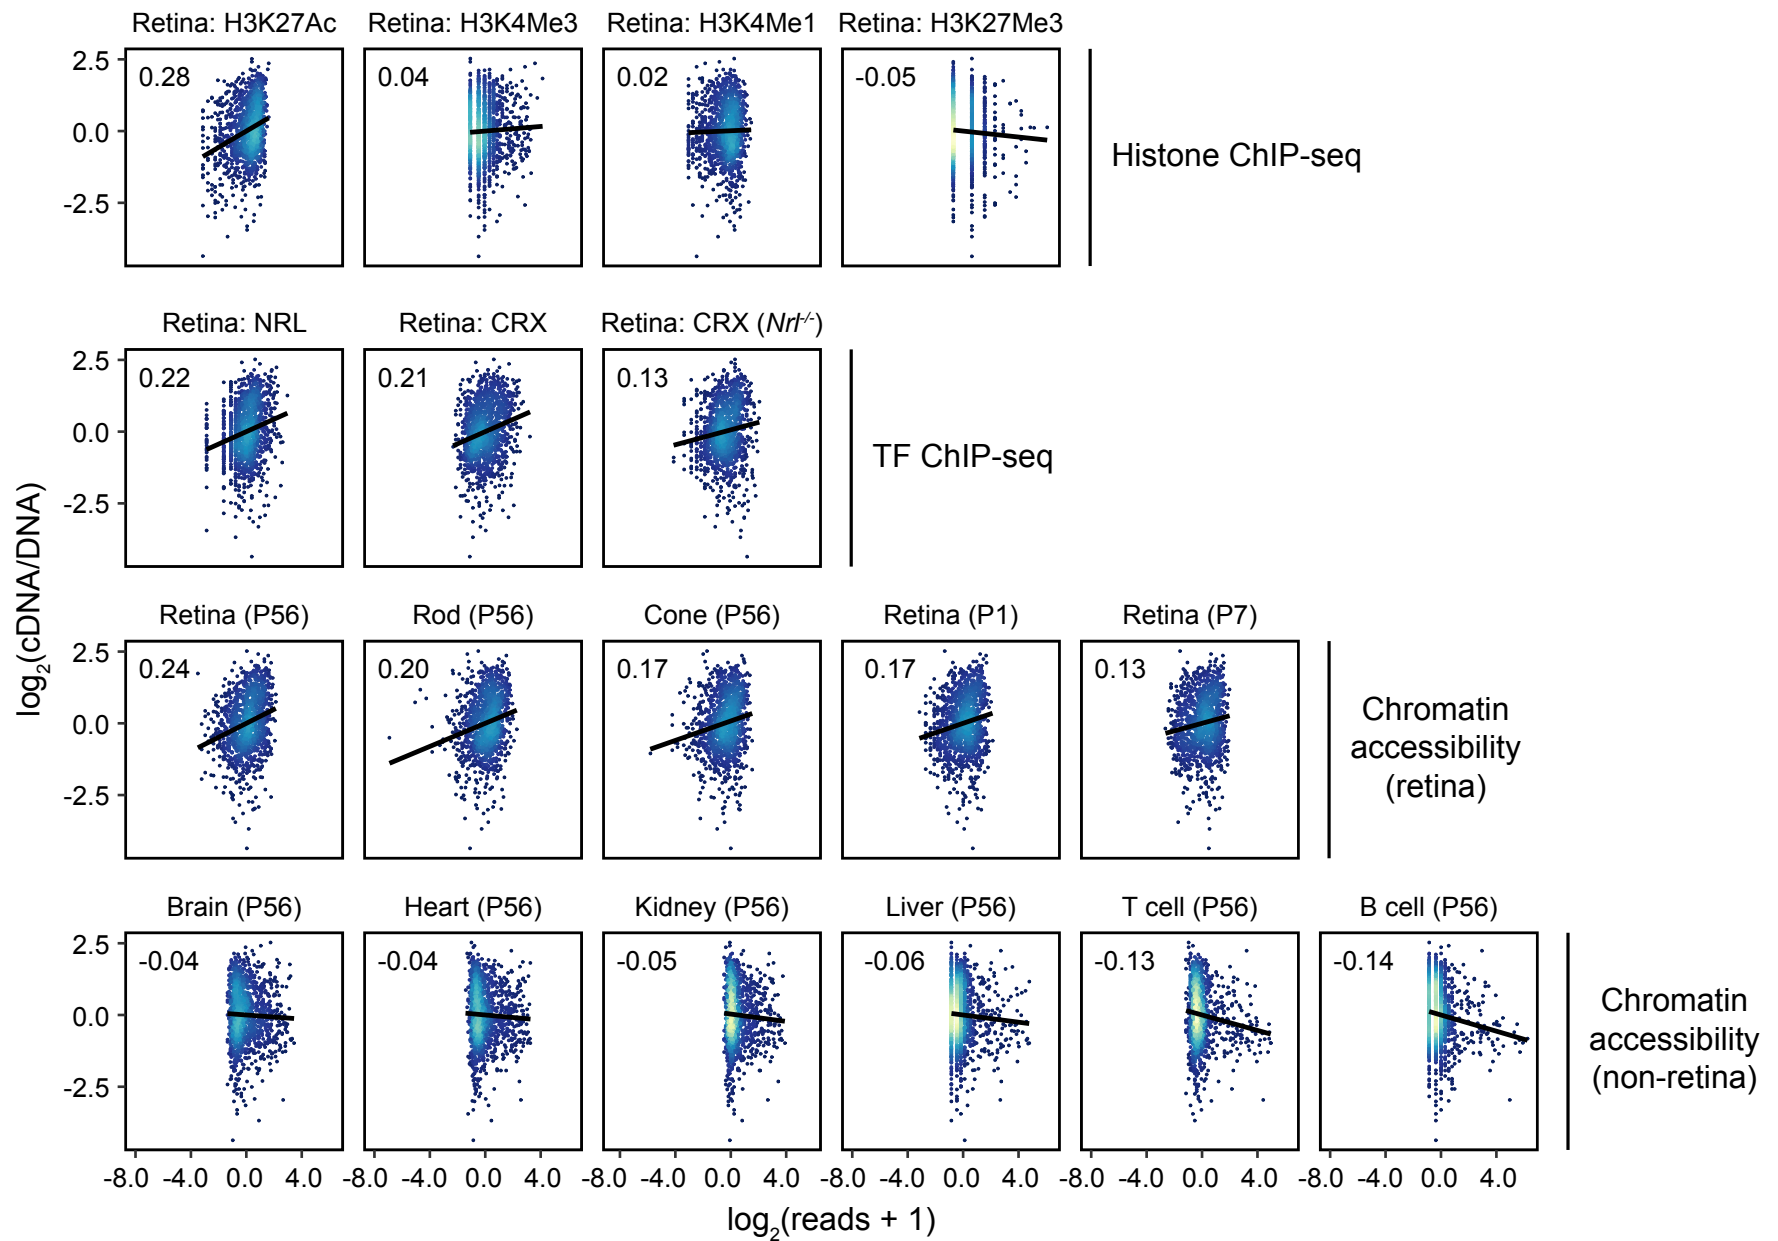 Retina: H3K27Ac Retina: H3K4Me3 Retina: H3K4Me1 Retina: H3K27Me3
2.5
0.0
-2.5
0.28 0.04 0.02 -0.05
Histone ChIP-seq
Retina: NRL Retina: CRX Retina: CRX (Nrl-/-)
2.5
0.0
-2.5
0.22 0.21 0.13
TF ChIP-seq
log2(cDNA/DNA)
Retina (P56) Rod (P56) Cone (P56) Retina (P1) Retina (P7)
2.5
0.0
-2.5
0.24 0.20 0.17 0.17 0.13
Chromatin
accessibility
(retina)
Brain (P56) Heart (P56) Kidney (P56) Liver (P56) T cell (P56) B cell (P56)
2.5
0.0
-2.5
-0.04 -0.04 -0.05 -0.06 -0.13 -0.14
Chromatin
accessibility
(non-retina)
-8.0 -4.0 0.0 4.0 -8.0 -4.0 0.0 4.0 -8.0 -4.0 0.0 4.0 -8.0 -4.0 0.0 4.0 -8.0 -4.0 0.0 4.0 -8.0 -4.0 0.0 4.0
log2(reads + 1)